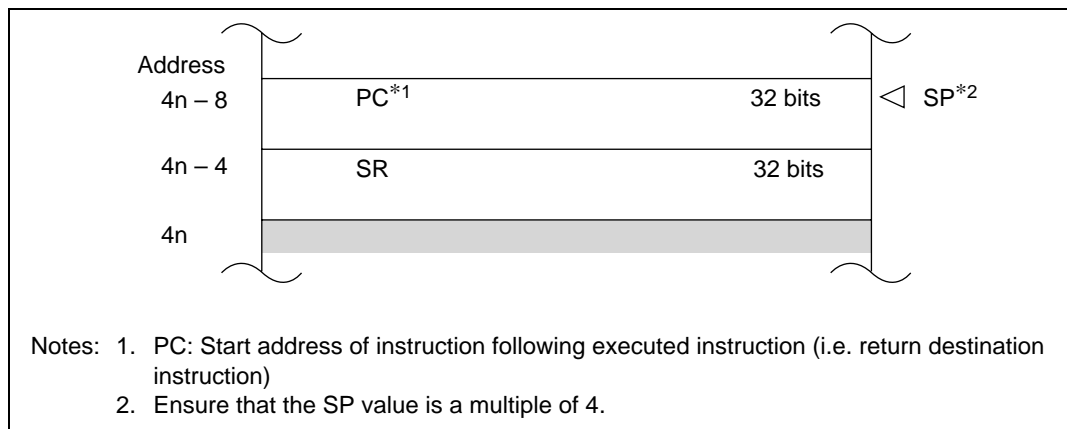 Address
4n – 8 PC*1 32 bits SP*2
4n – 4 SR 32 bits
4n
Notes: 1. PC: Start address of instruction following executed instruction (i.e. return destination
instruction)
2. Ensure that the SP value is a multiple of 4.